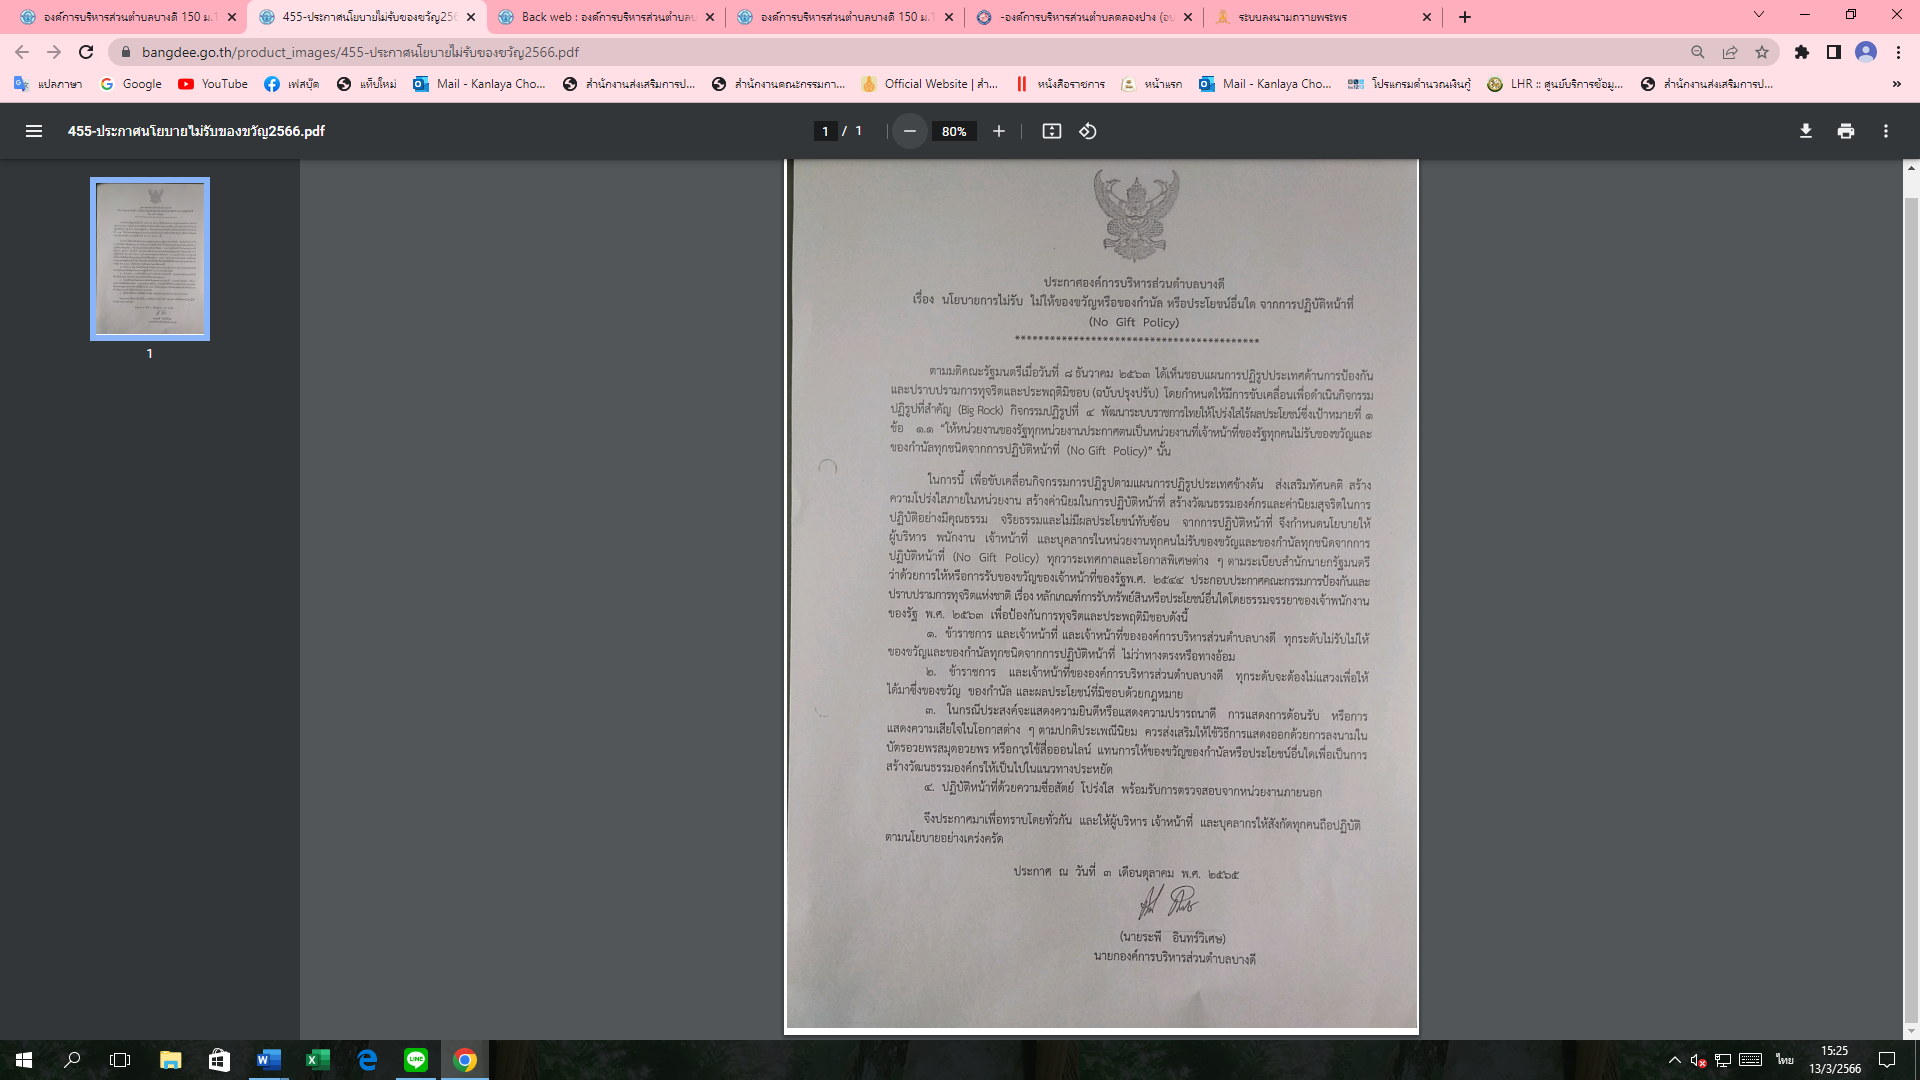 องค์การบริหารส่วนตำบลบางดี 150 ม.1
455-ประกาศนโยบายไม่รับของขวัญ256
Back web : องค์การบริหารส่วนตำบลบ
องค์การบริหารส่วนตำบลบางดี 150 ม.1
-องค์การบริหารส่วนตำบลคลองปาง (อบ
ระบบลงนามถวายพระพร
bangdee.go.th/product_images/455-ประกาศนโยบายไม่รับของขวัญ2566.pdf
แปลภาษา
Google
YouTube
เฟสบุ๊ค
แท็บใหม่
Mail - Kanlaya Cho...
สำนักงานส่งเสริมการป...
สำนักงานคณะกรรมกา...
Official Website | สำ...
หนังสือราชการ
หน้าแรก
Mail - Kanlaya Cho...
โปรแกรมคำนวณเงินกู้
LHR :: ศูนย์บริการข้อมู...
สำนักงานส่งเสริมการป...
455-ประกาศนโยบายไม่รับของขวัญ2566.pdf
1 / 1
80%
1
ประกาศองค์การบริหารส่วนตำบลบางดี
เรื่อง นโยบายการไม่รับ ไม่ให้ของขวัญหรือของกำนัล หรือประโยชน์อื่นใด จากการปฏิบัติหน้าที่
(No Gift Policy)
******************************************
ตามมติคณะรัฐมนตรีเมื่อวันที่ ๘ ธันวาคม ๒๕๖๓ ได้เห็นชอบแผนการปฏิรูปประเทศด้านการป้องกัน
และปราบปรามการทุจริตและประพฤติมิชอบ (ฉบับปรุงปรับ) โดยกำหนดให้มีการขับเคลื่อนเพื่อดำเนินกิจกรรม
ปฏิรูปที่สำคัญ (Big Rock) กิจกรรมปฏิรูปที่ ๔ พัฒนาระบบราชการไทยให้โปร่งใสไร้ผลประโยชน์ซึ่งเป้าหมายที่ ๑
ข้อ ๑.๑ "ให้หน่วยงานของรัฐทุกหน่วยงานประกาศตนเป็นหน่วยงานที่เจ้าหน้าที่ของรัฐทุกคนไม่รับของขวัญและ
ของกำนัลทุกชนิดจากการปฏิบัติหน้าที่ (No Gift Policy)" นั้น
ในการนี้ เพื่อขับเคลื่อนกิจกรรมการปฏิรูปตามแผนการปฏิรูปประเทศข้างต้น ส่งเสริมทัศนคติ สร้าง
ความโปร่งใสภายในหน่วยงาน สร้างค่านิยมในการปฏิบัติหน้าที่ สร้างวัฒนธรรมองค์กรและค่านิยมสุจริตในการ
ปฏิบัติอย่างมีคุณธรรม จริยธรรมและไม่มีผลประโยชน์ทับซ้อน จากการปฏิบัติหน้าที่ จึงกำหนดนโยบายให้
ผู้บริหาร พนักงาน เจ้าหน้าที่ และบุคลากรในหน่วยงานทุกคนไม่รับของขวัญและของกำนัลทุกชนิดจากการ
ปฏิบัติหน้าที่ (No Gift Policy) ทุกวาระเทศกาลและโอกาสพิเศษต่าง ๆ ตามระเบียบสำนักนายกรัฐมนตรี
ว่าด้วยการให้หรือการรับของขวัญของเจ้าหน้าที่ของรัฐพ.ศ. ๒๕๔๔ ประกอบประกาศคณะกรรมการป้องกันและ
ปราบปรามการทุจริตแห่งชาติ เรื่อง หลักเกณฑ์การรับทรัพย์สินหรือประโยชน์อื่นใดโดยธรรมจรรยาของเจ้าพนักงาน
ของรัฐ พ.ศ. ๒๕๖๓ เพื่อป้องกันการทุจริตและประพฤติมิชอบดังนี้
๑. ข้าราชการ และเจ้าหน้าที่ และเจ้าหน้าที่ขององค์การบริหารส่วนตำบลบางดี ทุกระดับไม่รับไม่ให้
ของขวัญและของกำนัลทุกชนิดจากการปฏิบัติหน้าที่ ไม่ว่าทางตรงหรือทางอ้อม
๒. ข้าราชการ และเจ้าหน้าที่ขององค์การบริหารส่วนตำบลบางดี ทุกระดับจะต้องไม่แสวงเพื่อให้
ได้มาซึ่งของขวัญ ของกำนัล และผลประโยชน์ที่มิชอบด้วยกฎหมาย
๓. ในกรณีประสงค์จะแสดงความยินดีหรือแสดงความปรารถนาดี การแสดงการต้อนรับ หรือการ
แสดงความเสียใจในโอกาสต่าง ๆ ตามปกติประเพณีนิยม ควรส่งเสริมให้ใช้วิธีการแสดงออกด้วยการลงนามใน
บัตรอวยพรสมุดอวยพร หรือการใช้สื่อออนไลน์ แทนการให้ของขวัญของกำนัลหรือประโยชน์อื่นใดเพื่อเป็นการ
สร้างวัฒนธรรมองค์กรให้เป็นไปในแนวทางประหยัด
๔. ปฏิบัติหน้าที่ด้วยความซื่อสัตย์ โปร่งใส พร้อมรับการตรวจสอบจากหน่วยงานภายนอก
จึงประกาศมาเพื่อทราบโดยทั่วกัน และให้ผู้บริหาร เจ้าหน้าที่ และบุคลากรให้สังกัดทุกคนถือปฏิบัติ
ตามนโยบายอย่างเคร่งครัด
ประกาศ ณ วันที่ ๓ เดือนตุลาคม พ.ศ. ๒๕๖๕
(นายระพี อินทร์วิเศษ)
นายกองค์การบริหารส่วนตำบลบางดี
ไทย
15:25
13/3/2566